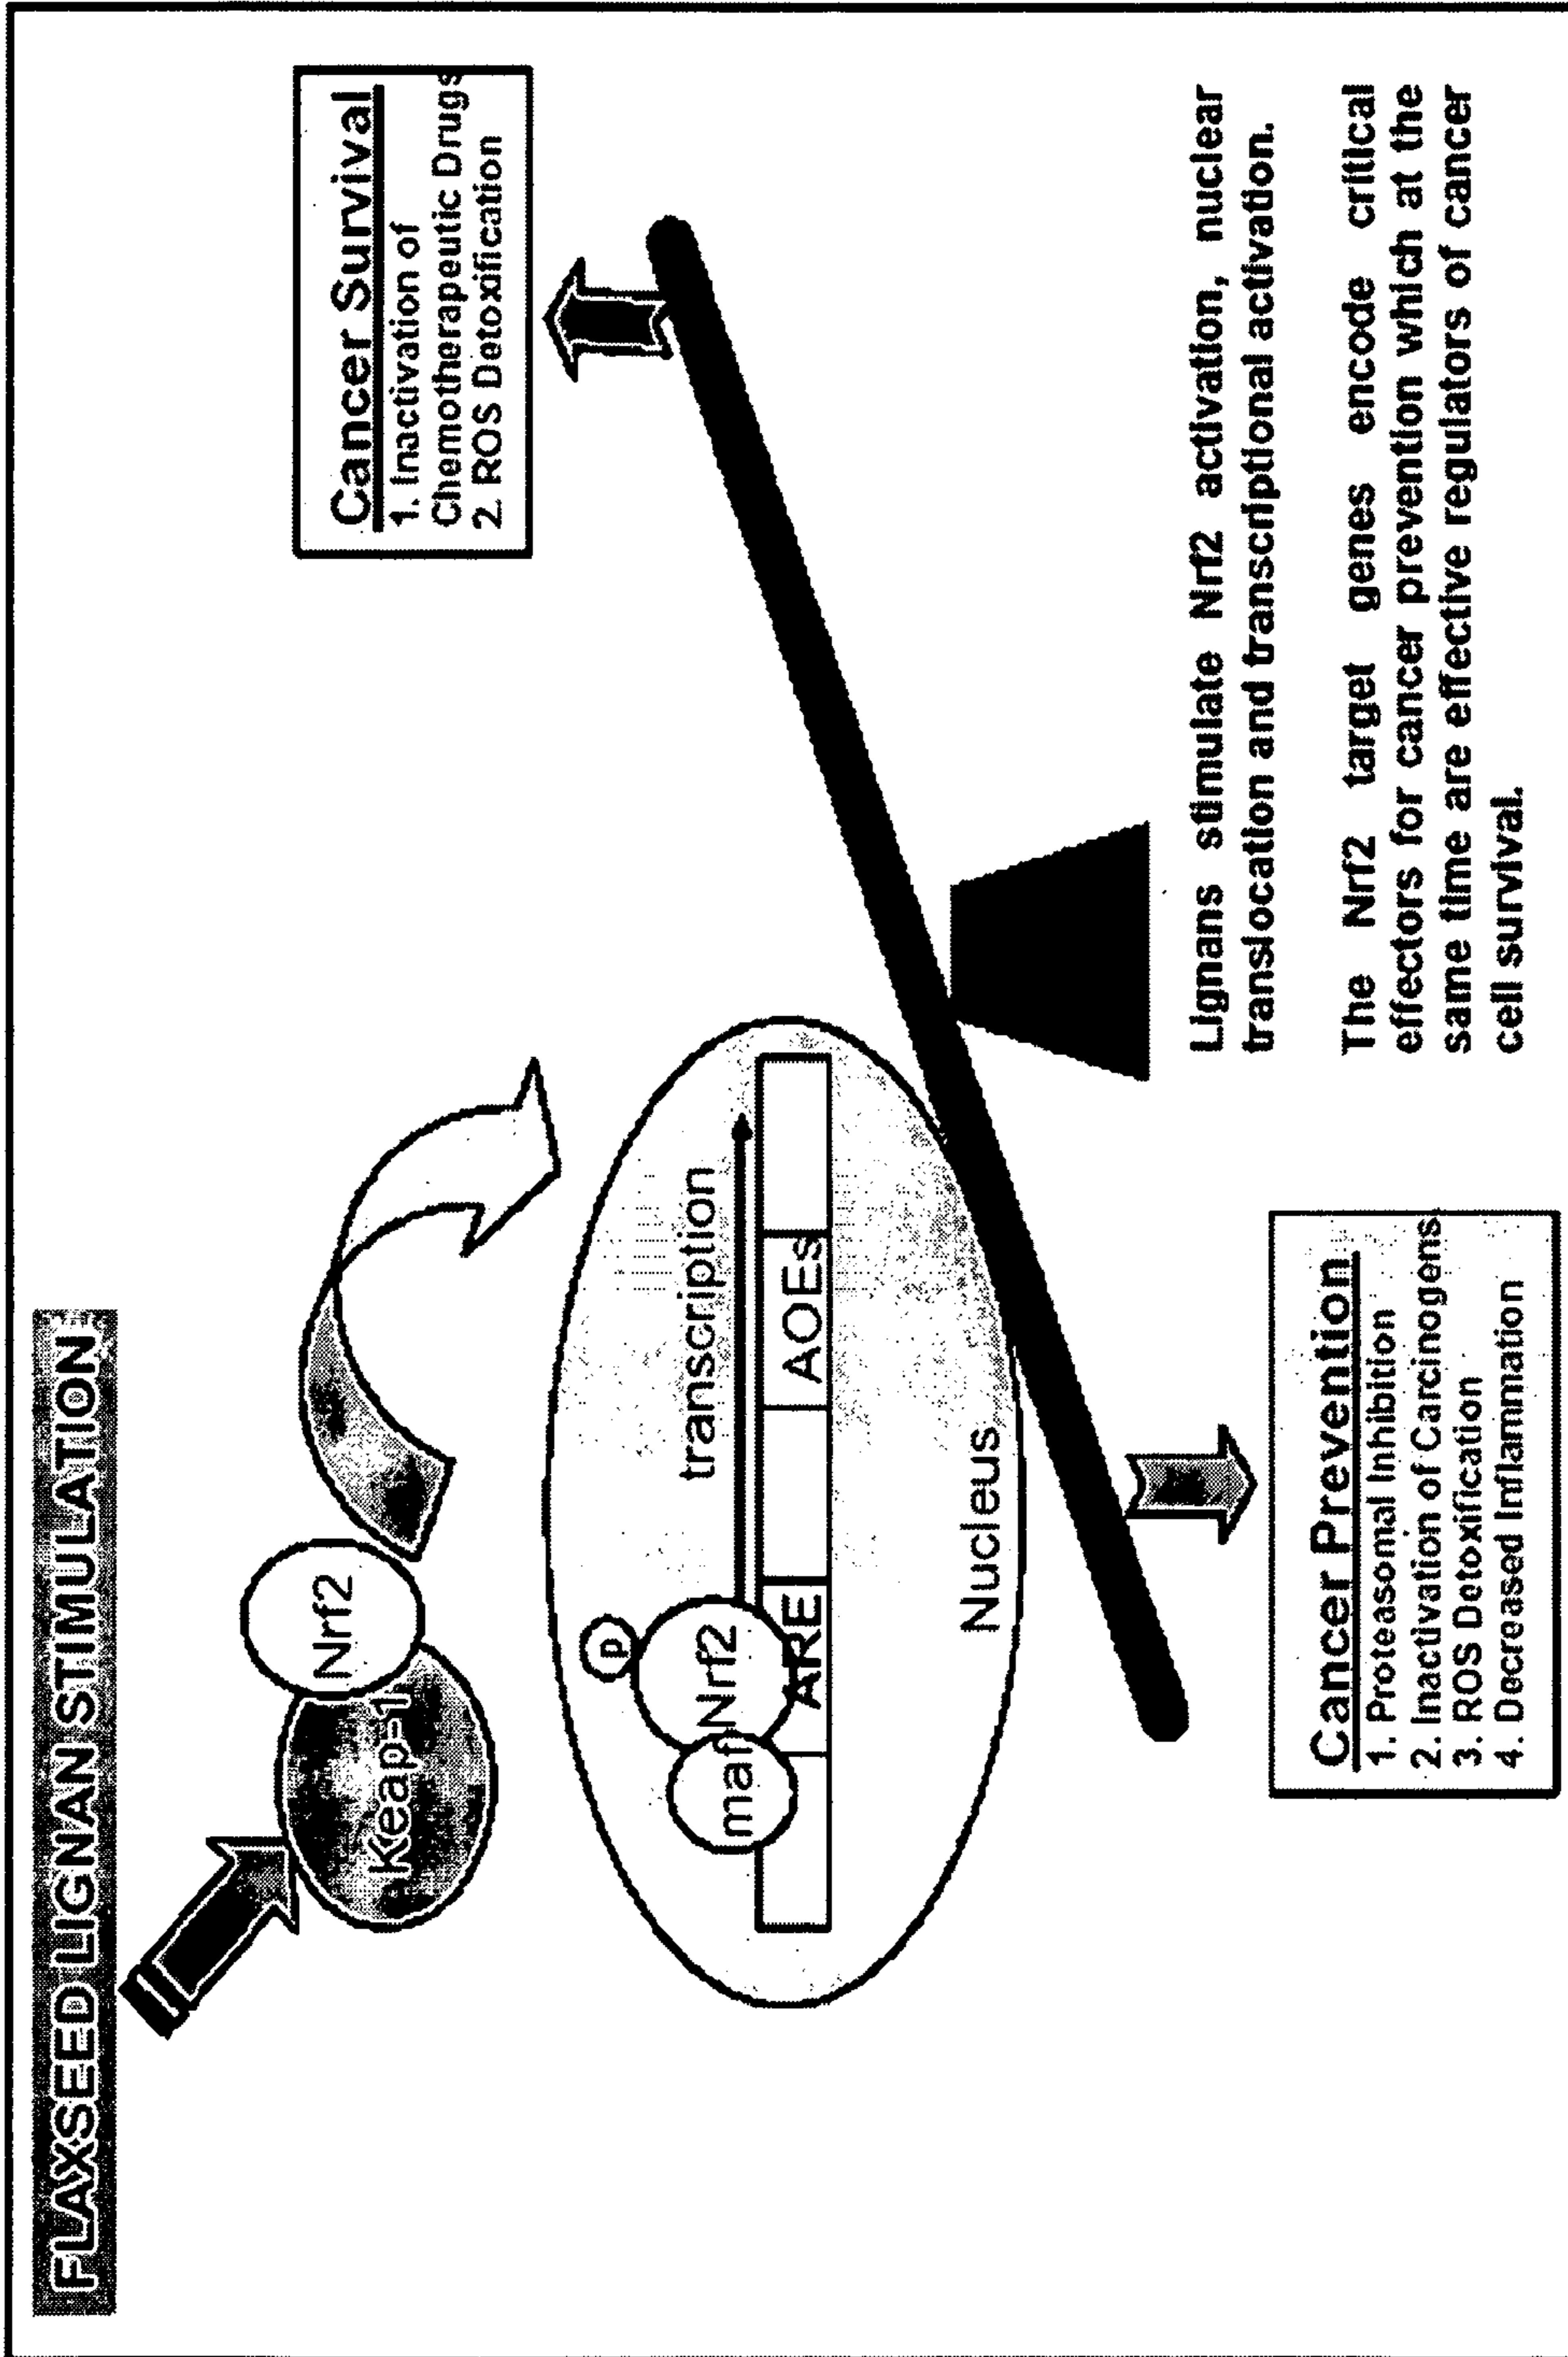 FLAXSEED LIGNAN STIMULATION
Keap-1
Nrf2
p
maf
Nrf2
ARE
AOEs
transcription
Nucleus
Cancer Survival
1. Inactivation of
Chemotherapeutic Drugs
2. ROS Detoxification
Cancer Prevention
1. Proteasomal Inhibition
2. Inactivation of Carcinogens
3. ROS Detoxification
4. Decreased Inflammation
Lignans stimulate Nrf2 activation, nuclear
translocation and transcriptional activation.
The Nrf2 target genes encode critical
effectors for cancer prevention which at the
same time are effective regulators of cancer
cell survival.